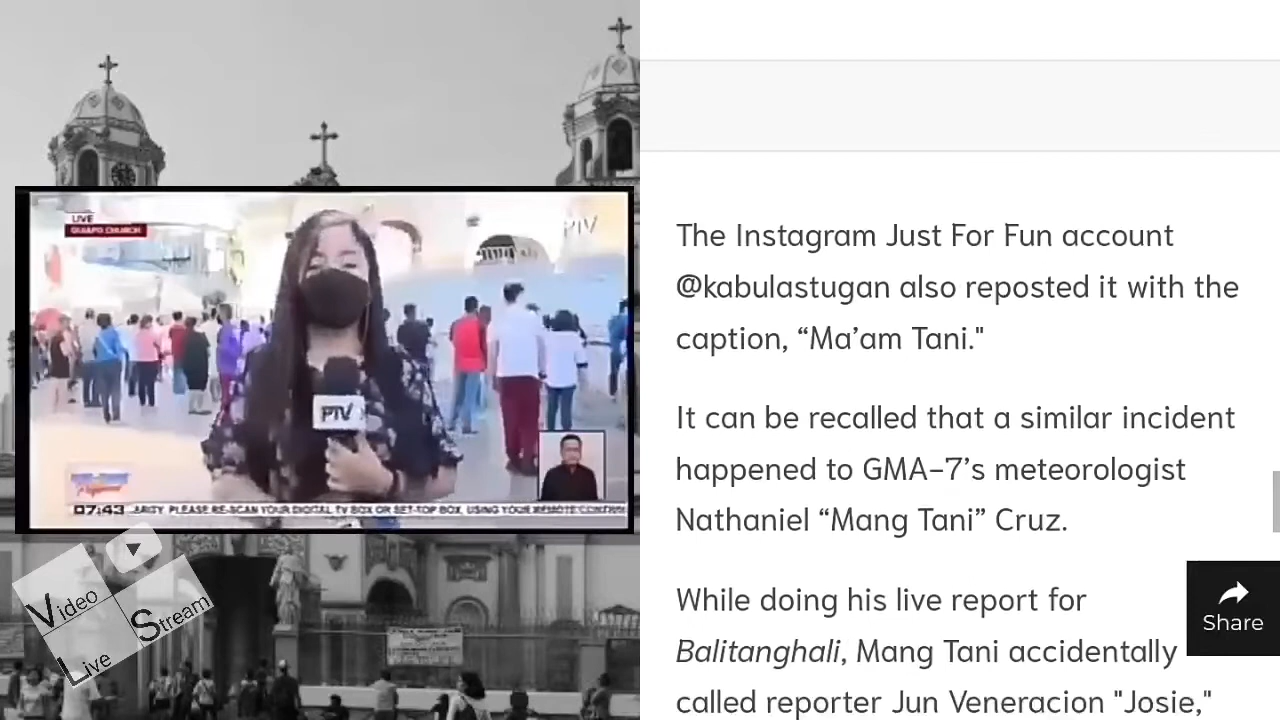 LIVE
QUIAPO CHURCH
PTV
PTV
07:43
PLEASE RE-SCAN YOUR DIGITAL TV BOX OR SET-TOP BOX, USING YOUR REMOTE CONTROL
Video
Live
Stream
The Instagram Just For Fun account
@kabulastugan also reposted it with the
caption, “Ma’am Tani."
It can be recalled that a similar incident
happened to GMA-7’s meteorologist
Nathaniel “Mang Tani” Cruz.
While doing his live report for
Balitanghali, Mang Tani accidentally
called reporter Jun Veneracion "Josie,"
Share